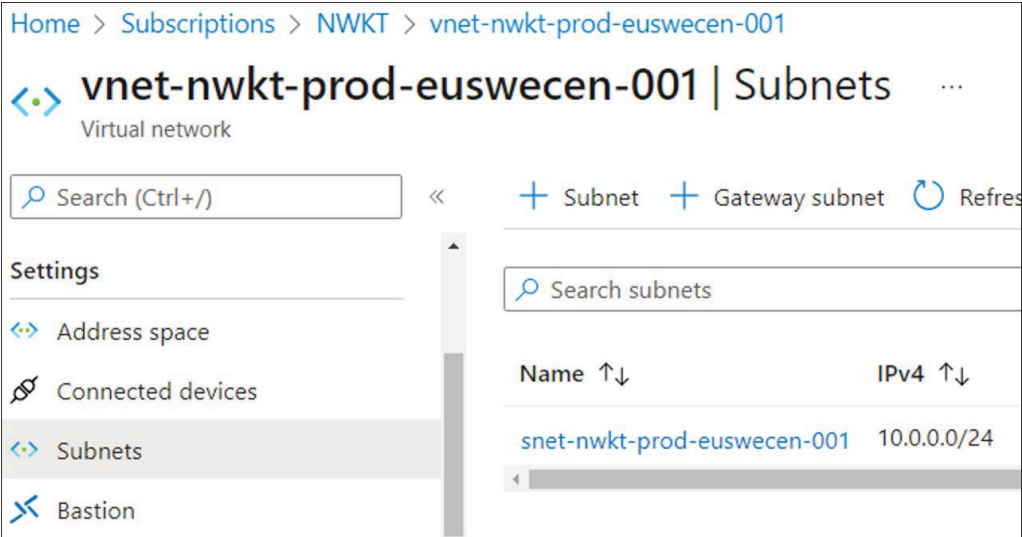 Home > Subscriptions > NWKT > vnet-nwkt-prod-euswecen-001
vnet-nwkt-prod-euswecen-001 | Subnets ...
Virtual network
Search (Ctrl+/) «
+ Subnet + Gateway subnet Refres
Settings
Search subnets
Address space
Connected devices
Subnets
Bastion
Name ↑↓ IPv4 ↑↓
snet-nwkt-prod-euswecen-001 10.0.0.0/24